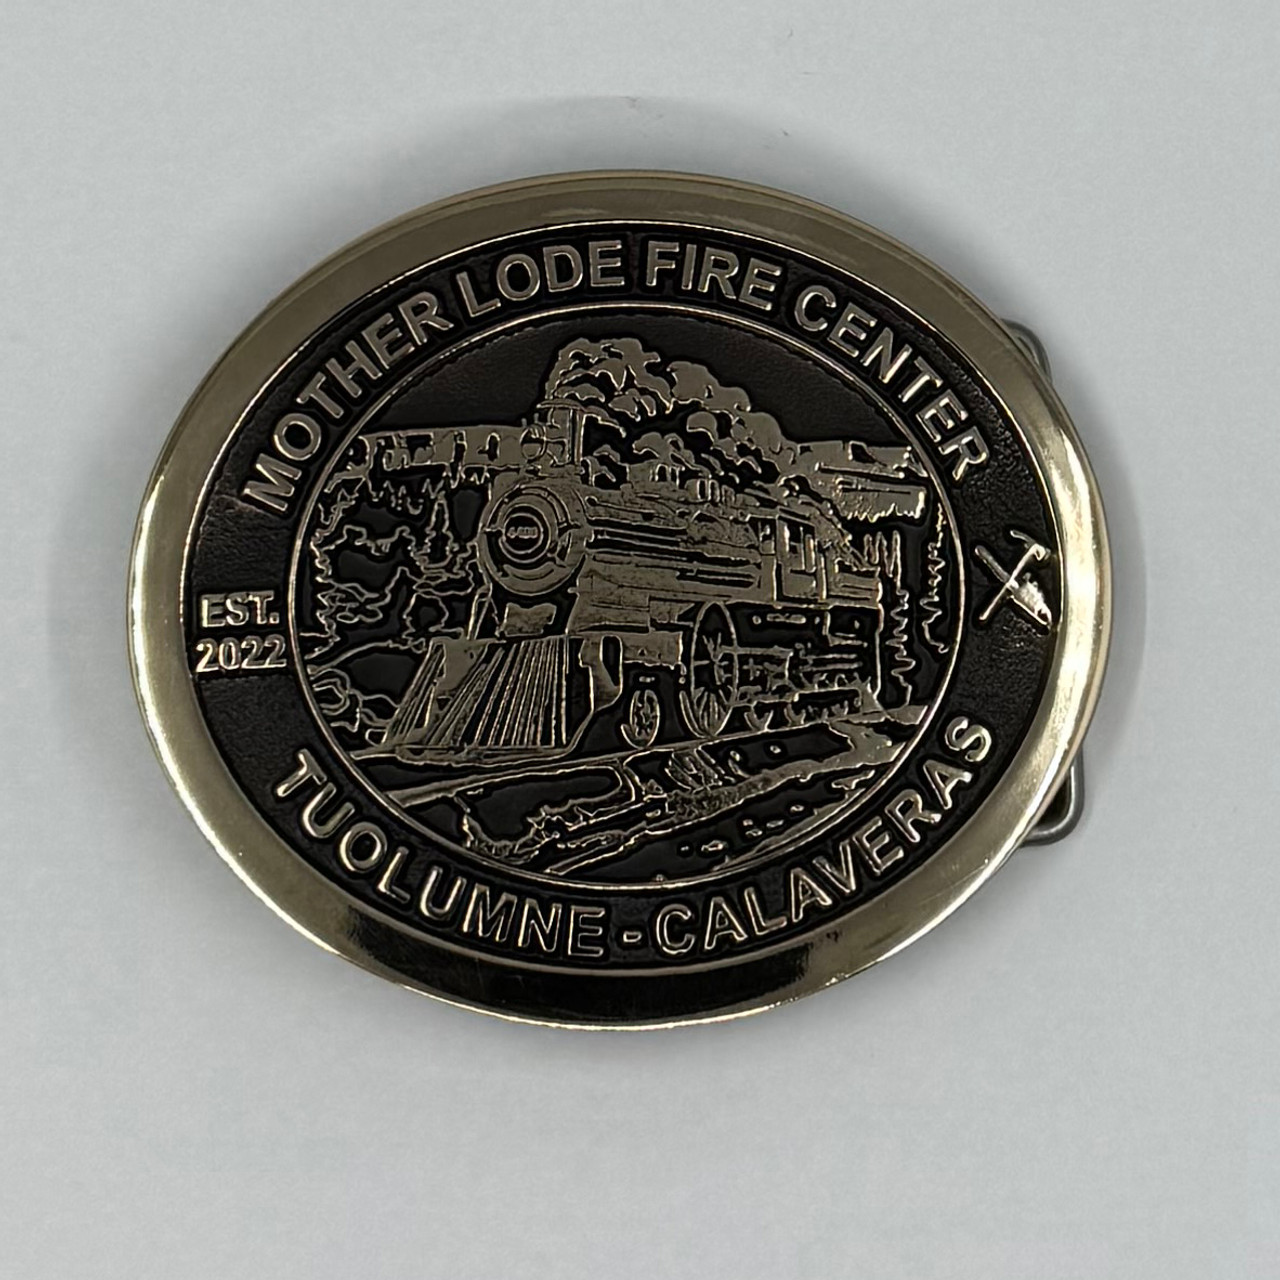 MOTHER LODE FIRE CENTER
EST.
2022
TUOLUMNE - CALAVERAS